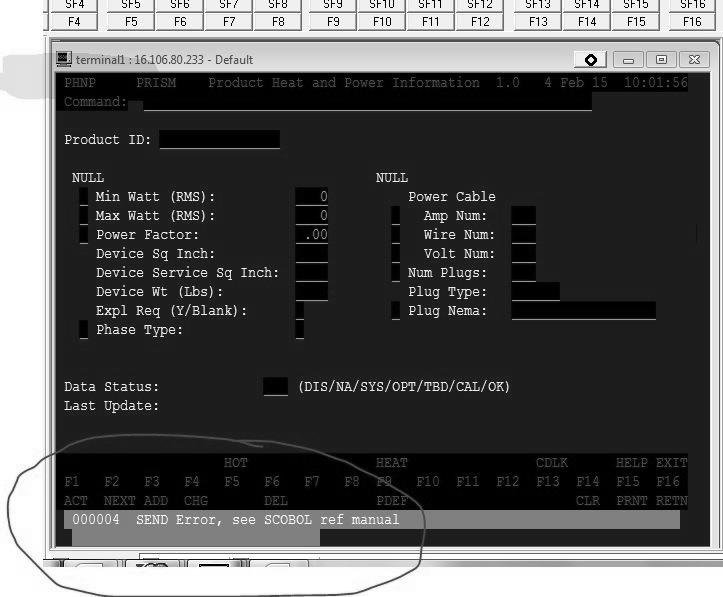 SF4 SF5 SF6 SF7 SF8 SF9 SF10 SF11 SF12 SF13 SF14 SF15 SF16
F4 F5 F6 F7 F8 F9 F10 F11 F12 F13 F14 F15 F16
terminal1 : 16.106.80.233 - Default
PHNP PRISM Product Heat and Power Information 1.0 4 Feb 15 10:01:56
Command:
Product ID:
NULL NULL
Min Watt (RMS): 0 Power Cable
Max Watt (RMS): 0 Amp Num:
Power Factor: .00 Wire Num:
Device Sq Inch: Volt Num:
Device Service Sq Inch: Num Plugs:
Device Wt (Lbs): Plug Type:
Expl Req (Y/Blank): Plug Nema:
Phase Type:
Data Status: (DIS/NA/SYS/OPT/TBD/CAL/OK)
Last Update:
HOT HEAT CDLK HELP EXIT
F1 F2 F3 F4 F5 F6 F7 F8 F9 F10 F11 F12 F13 F14 F15 F16
ACT NEXT ADD CHG DEL PDEF CLR PRNT RETN
000004 SEND Error, see SCOBOL ref manual